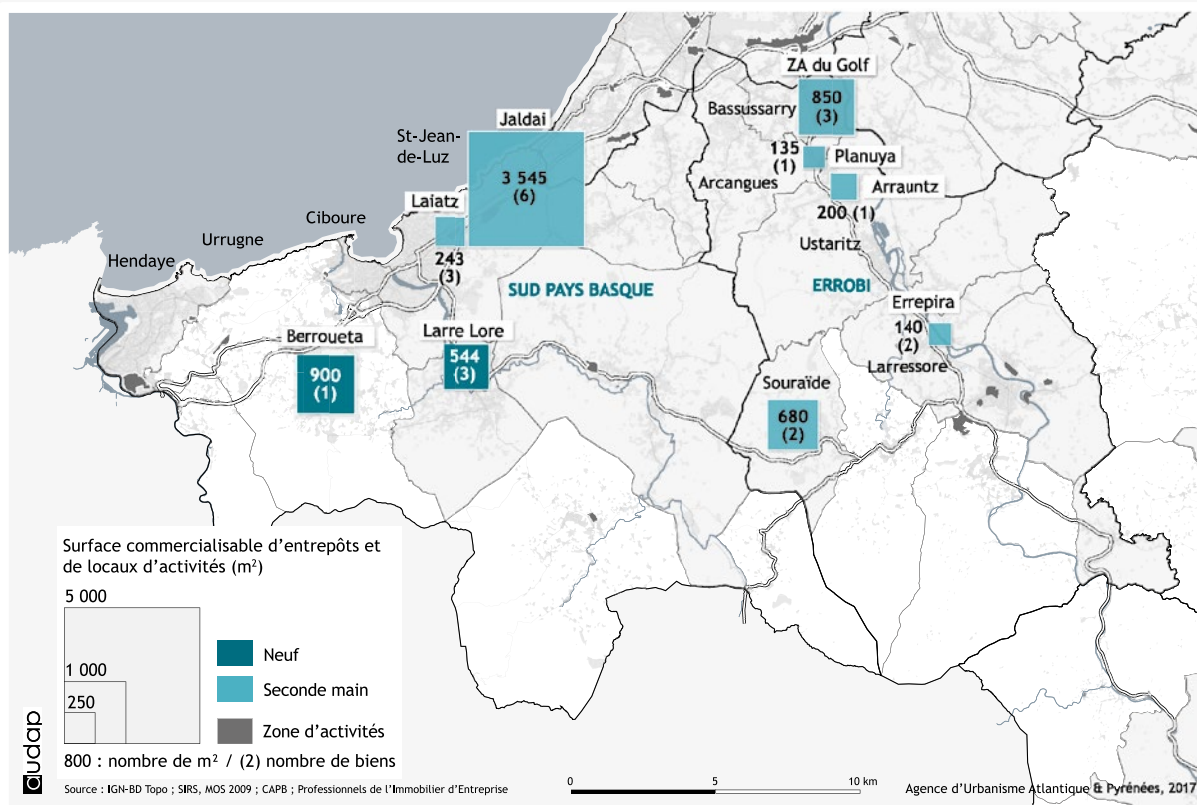 ZA du Golf
850
(3)
Bassussarry
Jaldai
St-Jean-
de-Luz
3 545
(6)
135
(1)
Planuya
Arcangues
Arrauntz
200 (1)
Laiatz
243
(3)
Ciboure
Urrugne
Hendaye
Ustaritz
SUD PAYS BASQUE
ERROBI
Errepira
140
(2)
Larressore
Berroueta
900
(1)
Larre Lore
544
(3)
Souraïde
680
(2)
Surface commercialisable d'entrepôts et
de locaux d'activités (m²)
5 000
1 000
250
Neuf
Seconde main
Zone d'activités
800 : nombre de m² / (2) nombre de biens
audap
Source : IGN-BD Topo ; SIRS, MOS 2009 ; CAPB ; Professionnels de l'Immobilier d'Entreprise
0 5 10 km
Agence d'Urbanisme Atlantique & Pyrénées, 2017